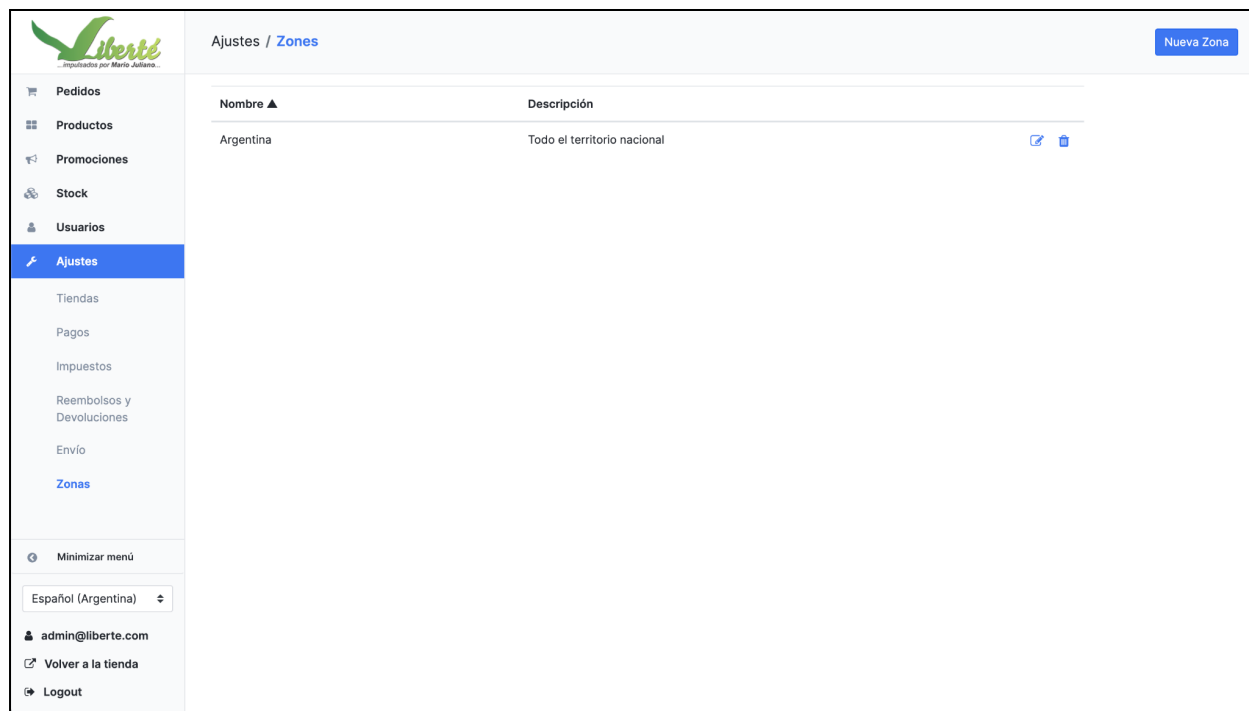 Liberté
...impulsados por Mario Juliano...
Ajustes / Zones
Nueva Zona
Pedidos
Productos
Promociones
Stock
Usuarios
Ajustes
Tiendas
Pagos
Impuestos
Reembolsos y
Devoluciones
Envío
Zonas
Nombre ▲ Descripción
Argentina Todo el territorio nacional
Minimizar menú
Español (Argentina)
admin@liberte.com
Volver a la tienda
Logout